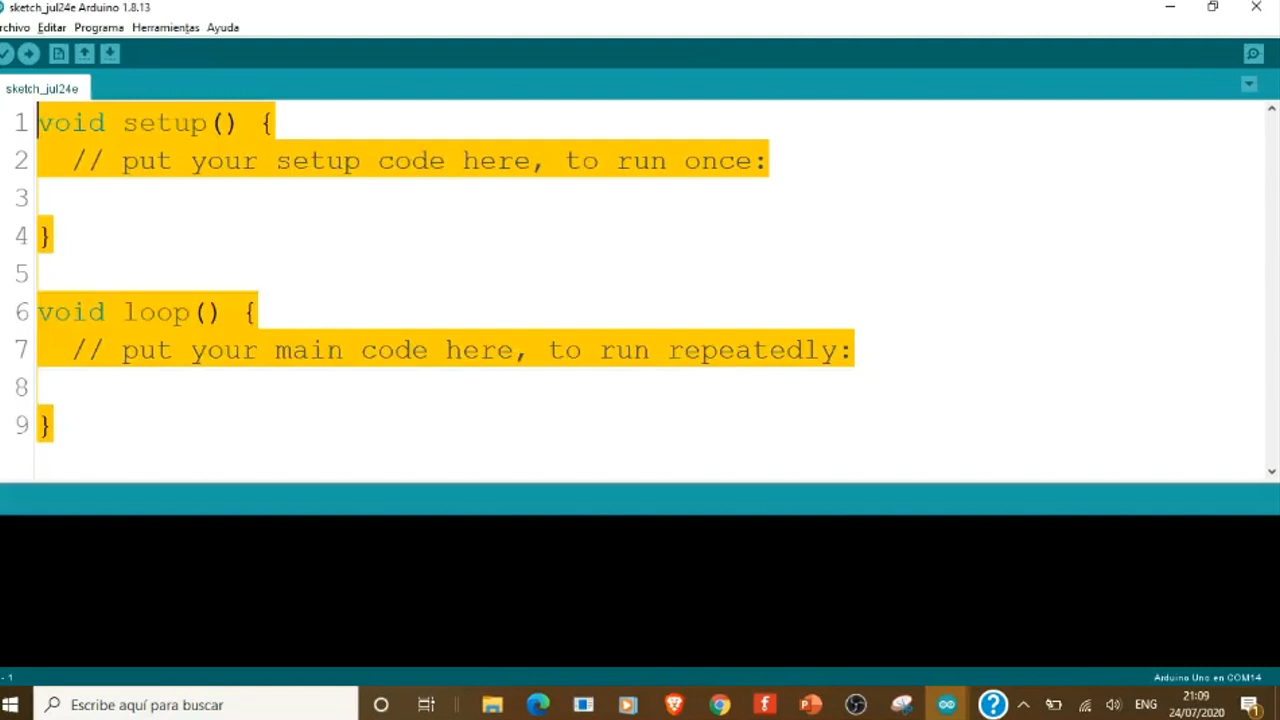 sketch_jul24e Arduino 1.8.13
rchivo Editar Programa Herramientas Ayuda
sketch_jul24e
1 void setup() {
2 // put your setup code here, to run once:
3
4 }
5
6 void loop() {
7 // put your main code here, to run repeatedly:
8
9 }
- 1
Arduino Uno en COM14
Escribe aquí para buscar
ENG
21:09
24/07/2020
1